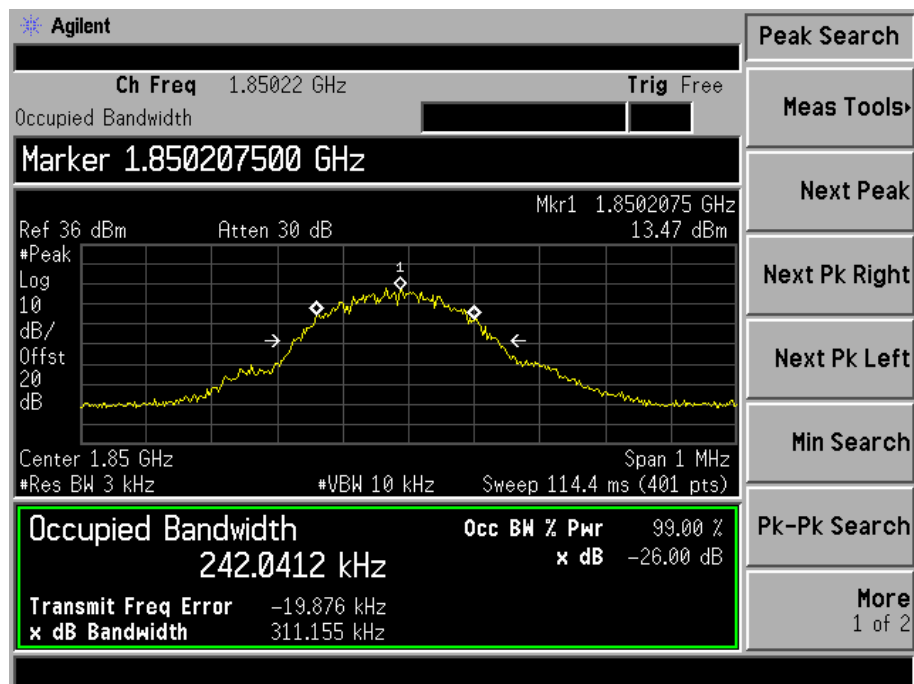 Agilent
Peak Search
Ch Freq 1.85022 GHz Trig Free
Occupied Bandwidth
Meas Tools
Marker 1.850207500 GHz
Next Peak
Mkr1 1.8502075 GHz
Ref 36 dBm Atten 30 dB 13.47 dBm
#Peak
Log
10
dB/
Offst
20
dB
1
Next Pk Right
Next Pk Left
Center 1.85 GHz Span 1 MHz
#Res BW 3 kHz #VBW 10 kHz Sweep 114.4 ms (401 pts)
Min Search
Occupied Bandwidth Occ BW % Pwr 99.00 %
242.0412 kHz x dB -26.00 dB
Pk-Pk Search
Transmit Freq Error -19.876 kHz
x dB Bandwidth 311.155 kHz
More
1 of 2